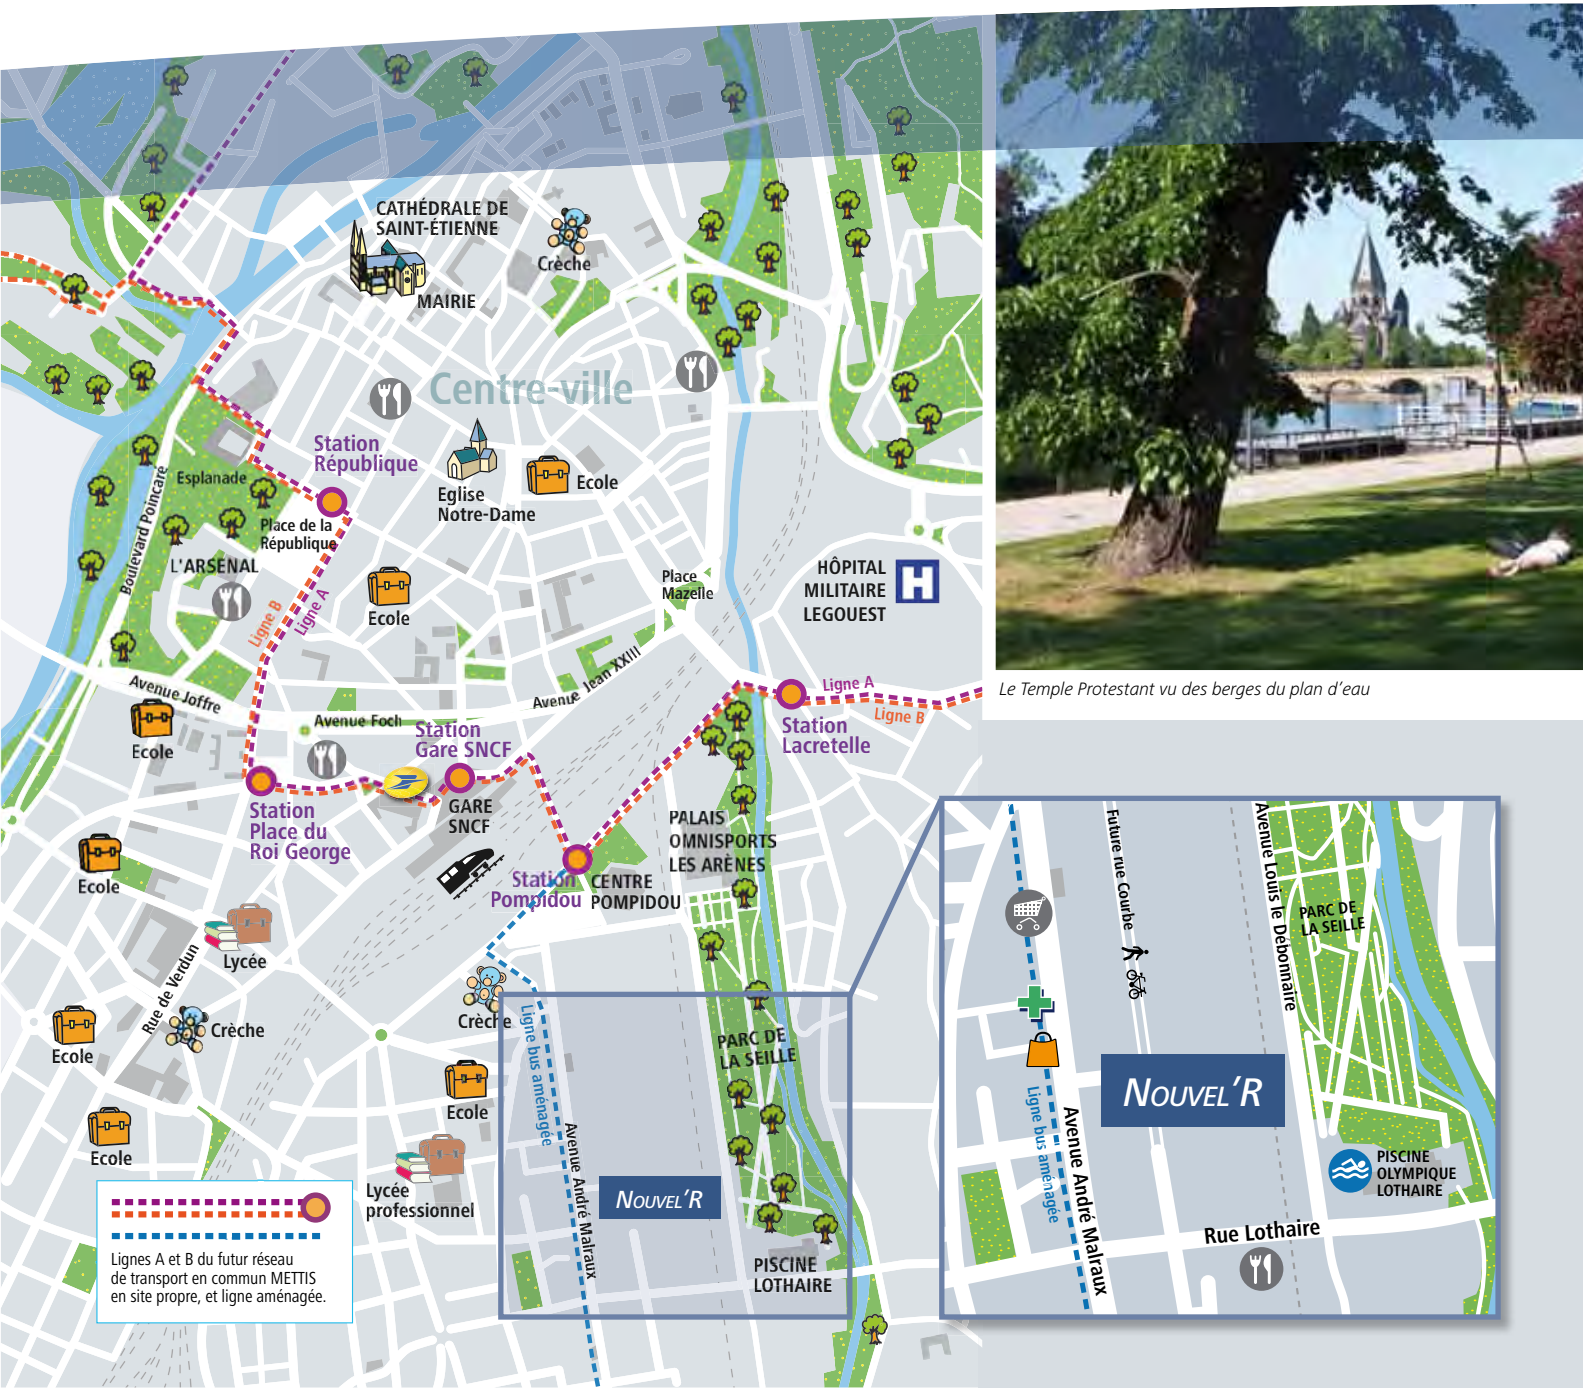 CATHÉDRALE DE
SAINT-ÉTIENNE
MAIRIE
Crèche
Centre-ville
Station
République
Esplanade
Place de la
République
Boulevard Poincaré
L'ARSENAL
Eglise
Notre-Dame
Ecole
Ecole
Ligne B
Ligne A
Place
Mazelle
HÔPITAL
MILITAIRE
LEGOUEST
H
Avenue Jean XXIII
Avenue Joffre
Ecole
Avenue Foch
Station
Gare SNCF
Ligne A
Ligne B
Station
Lacretelle
Station
Place du
Roi George
GARE
SNCF
PALAIS
OMNISPORTS
LES ARÈNES
Station
Pompidou
CENTRE
POMPIDOU
Ecole
Lycée
Rue de Verdun
Crèche
Crèche
Ecole
Ecole
Ecole
Lycée
professionnel
Ligne bus aménagée
Avenue André Malraux
PARC DE
LA SEILLE
NOUVEL'R
PISCINE
LOTHAIRE
Lignes A et B du futur réseau
de transport en commun METTIS
en site propre, et ligne aménagée.
Le Temple Protestant vu des berges du plan d'eau
Future rue Courbe
Avenue Louis le Débonnaire
PARC DE
LA SEILLE
NOUVEL'R
Ligne bus aménagée
Avenue André Malraux
PISCINE
OLYMPIQUE
LOTHAIRE
Rue Lothaire